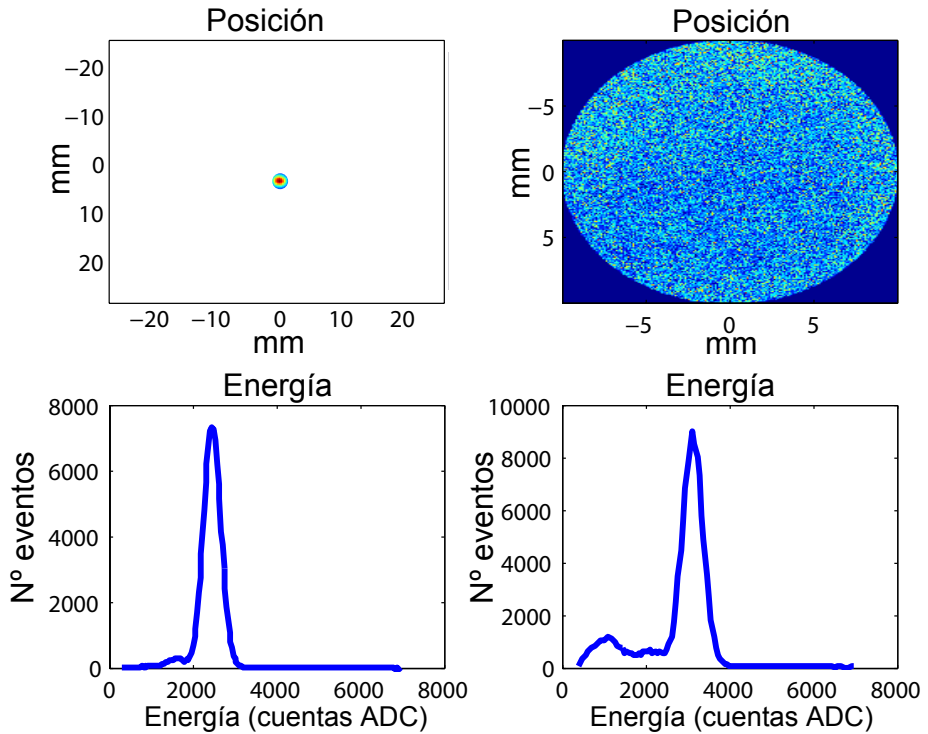 Posición
−20
−10
0
10
20
mm
−20 −10 0 10 20
mm
Posición
−5
0
5
mm
−5 0 5
mm
Energía
8000
6000
4000
2000
0
Nº eventos
0 2000 4000 6000 8000
Energía (cuentas ADC)
Energía
10000
8000
6000
4000
2000
0
Nº eventos
0 2000 4000 6000 8000
Energía (cuentas ADC)